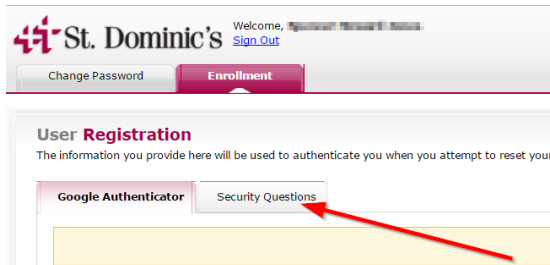 St. Dominic's
Welcome,
Sign Out
Change Password
Enrollment
User Registration
The information you provide here will be used to authenticate you when you attempt to reset your
Google Authenticator
Security Questions